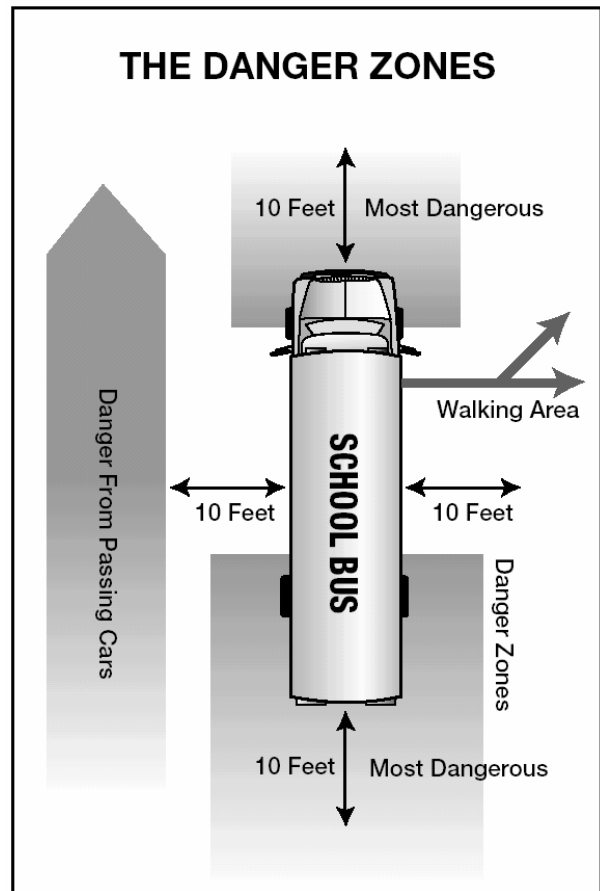 THE DANGER ZONES
10 Feet
Most Dangerous
Walking Area
Danger From Passing Cars
SCHOOL BUS
10 Feet
10 Feet
Danger Zones
10 Feet
Most Dangerous